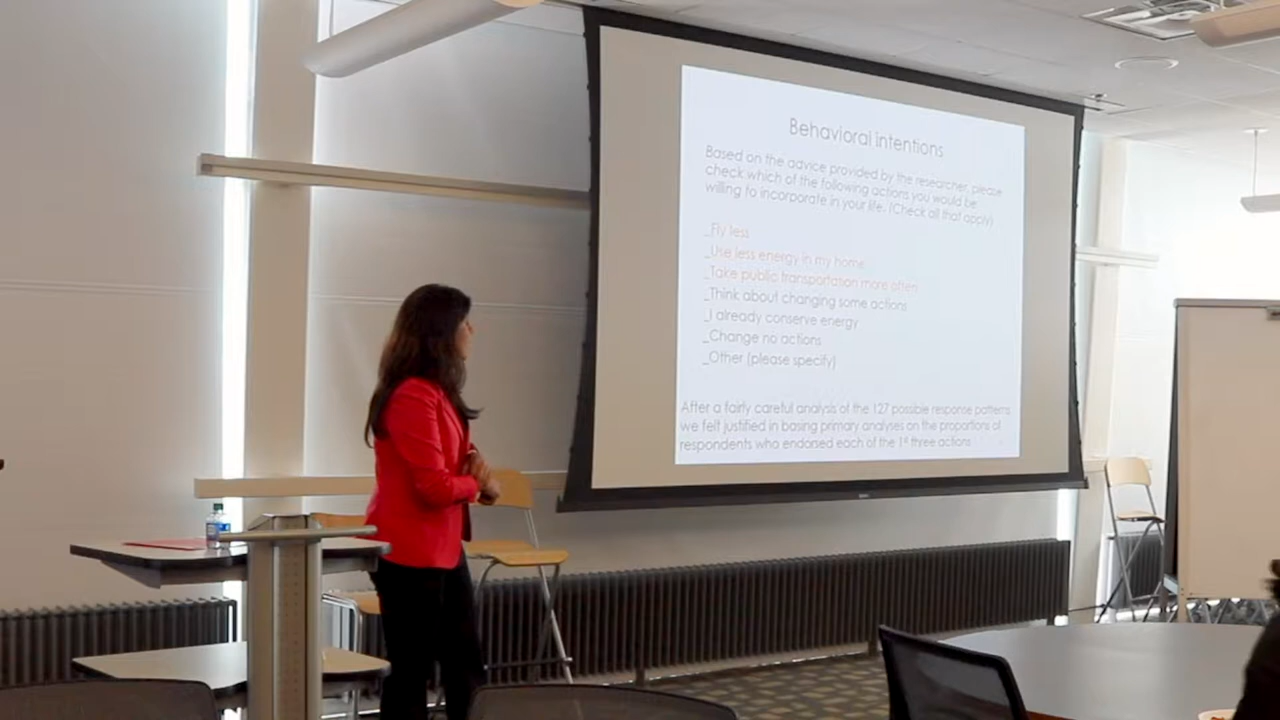 Behavioral intentions
Based on the advice provided by the researcher, please
check which of the following actions you would be
willing to incorporate in your life. (Check all that apply)
_Fly less
_Use less energy in my home
_Take public transportation more often
_Think about changing some actions
_I already conserve energy
_Change no actions
_Other (please specify)
After a fairly careful analysis of the 127 possible response patterns
we felt justified in basing primary analyses on the proportions of
respondents who endorsed each of the 1st three actions